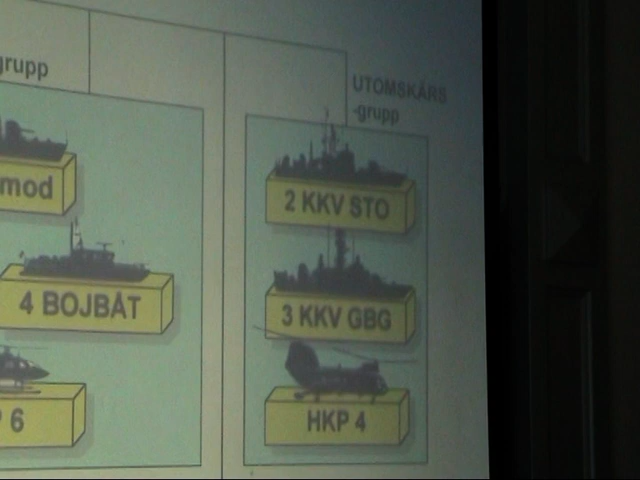 grupp
UTOMSKÄRS
-grupp
mod
2 KKV STO
4 BOJBÅT
3 KKV GBG
6
HKP 4